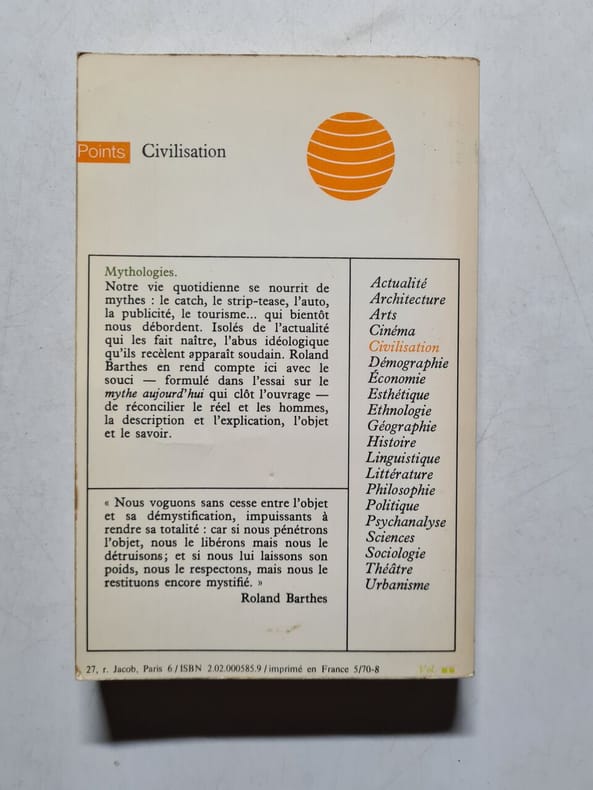 Points Civilisation
Mythologies.
Notre vie quotidienne se nourrit de
mythes : le catch, le strip-tease, l'auto,
la publicité, le tourisme... qui bientôt
nous débordent. Isolés de l'actualité
qui les fait naître, l'abus idéologique
qu'ils recèlent apparaît soudain. Roland
Barthes en rend compte ici avec le
souci — formulé dans l'essai sur le
mythe aujourd'hui qui clôt l'ouvrage —
de réconcilier le réel et les hommes,
la description et l'explication, l'objet
et le savoir.
« Nous voguons sans cesse entre l'objet
et sa démystification, impuissants à
rendre sa totalité : car si nous pénétrons
l'objet, nous le libérons mais nous le
détruisons ; et si nous lui laissons son
poids, nous le respectons, mais nous le
restituons encore mystifié. »
Roland Barthes
Actualité
Architecture
Arts
Cinéma
Civilisation
Démographie
Économie
Esthétique
Ethnologie
Géographie
Histoire
Linguistique
Littérature
Philosophie
Politique
Psychanalyse
Sciences
Sociologie
Théâtre
Urbanisme
27, r. Jacob, Paris 6 / ISBN 2.02.000585.9 / imprimé en France 5/70-8 Vol.